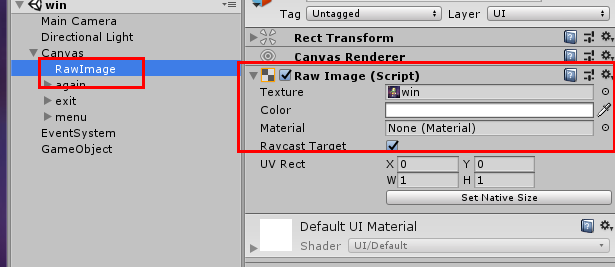 win
Main Camera
Directional Light
Canvas
RawImage
again
exit
menu
EventSystem
GameObject
Tag Untagged Layer UI
Rect Transform
Canvas Renderer
Raw Image (Script)
Texture win
Color
Material None (Material)
Raycast Target
UV Rect X 0 Y 0
W 1 H 1
Set Native Size
Default UI Material
Shader UI/Default